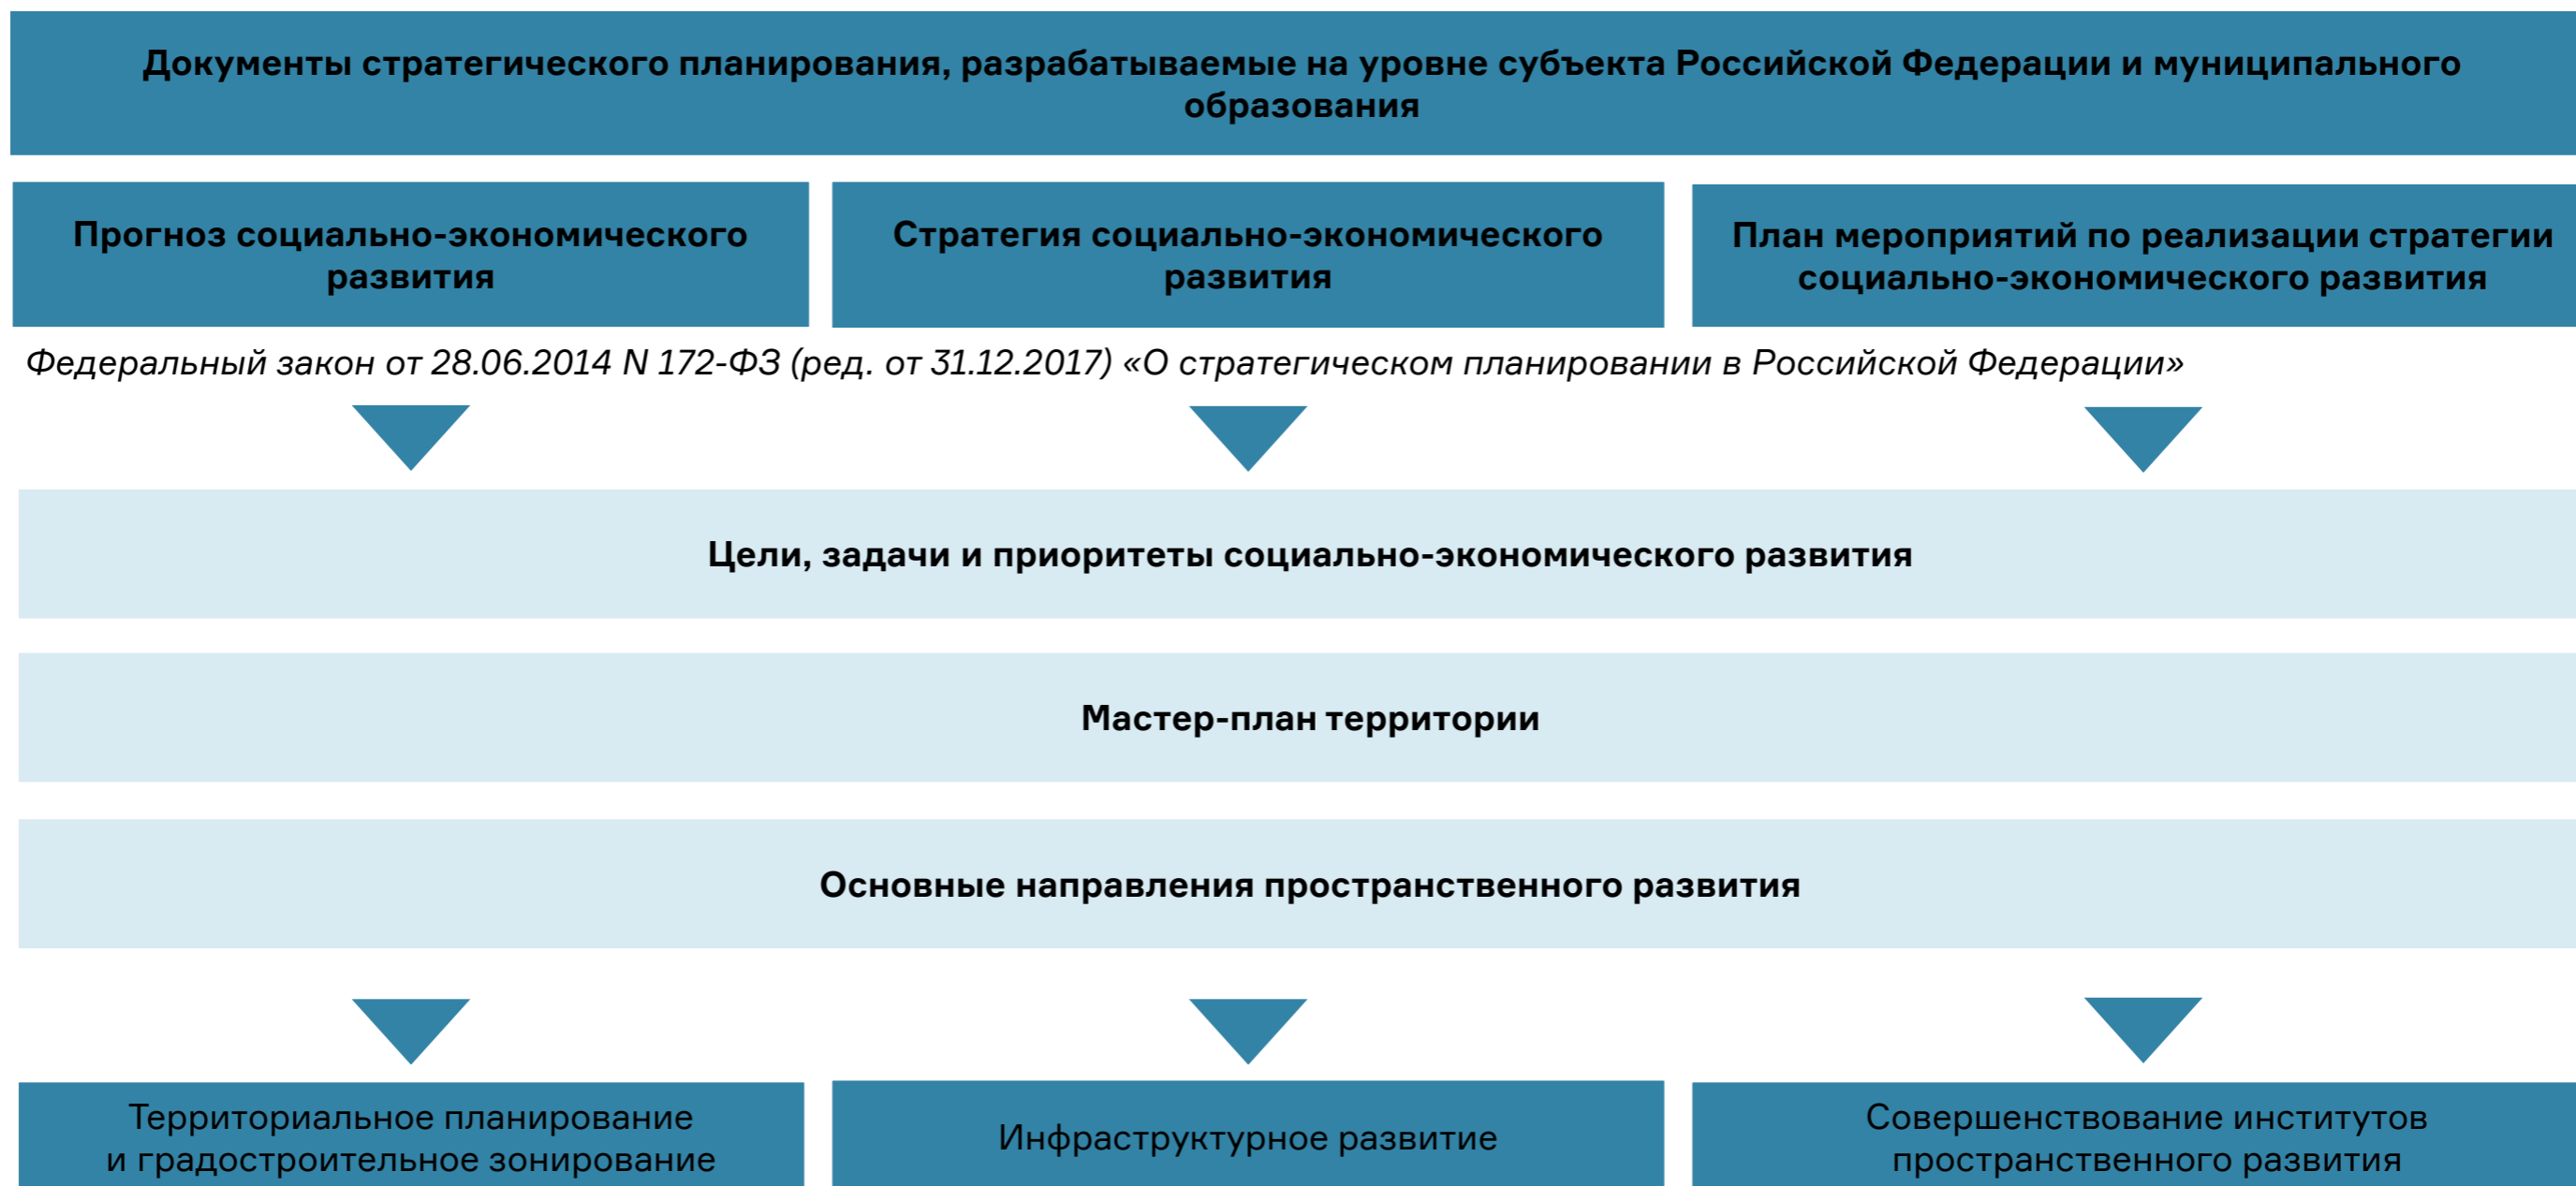 Документы стратегического планирования, разрабатываемые на уровне субъекта Российской Федерации и муниципального
образования
Прогноз социально-экономического
развития
Стратегия социально-экономического
развития
План мероприятий по реализации стратегии
социально-экономического развития
Федеральный закон от 28.06.2014 N 172-ФЗ (ред. от 31.12.2017) «О стратегическом планировании в Российской Федерации»
Цели, задачи и приоритеты социально-экономического развития
Мастер-план территории
Основные направления пространственного развития
Территориальное планирование
и градостроительное зонирование
Инфраструктурное развитие
Совершенствование институтов
пространственного развития